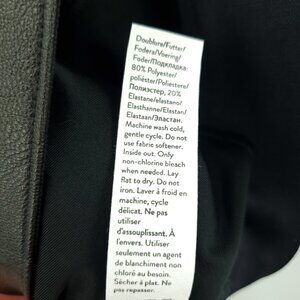 Doublure/Futter/
Fodera/Voering/
Foder/Подкладка:
80% Polyester/
poliéster/Poliestere/
Полиэстер, 20%
Elastane/elastano/
Elasthanne/Elastan/
Elastaan/Эластан.
Machine wash cold,
gentle cycle. Do not
use fabric softener.
Inside out. Only
non-chlorine bleach
when needed. Lay
flat to dry. Do not
iron. Laver à froid en
machine, cycle
délicat. Ne pas
utiliser
d'assouplissant. À
l'envers. Utiliser
seulement un agent
de blanchiment non
chloré au besoin.
Sécher à plat. Ne
pas repasser.